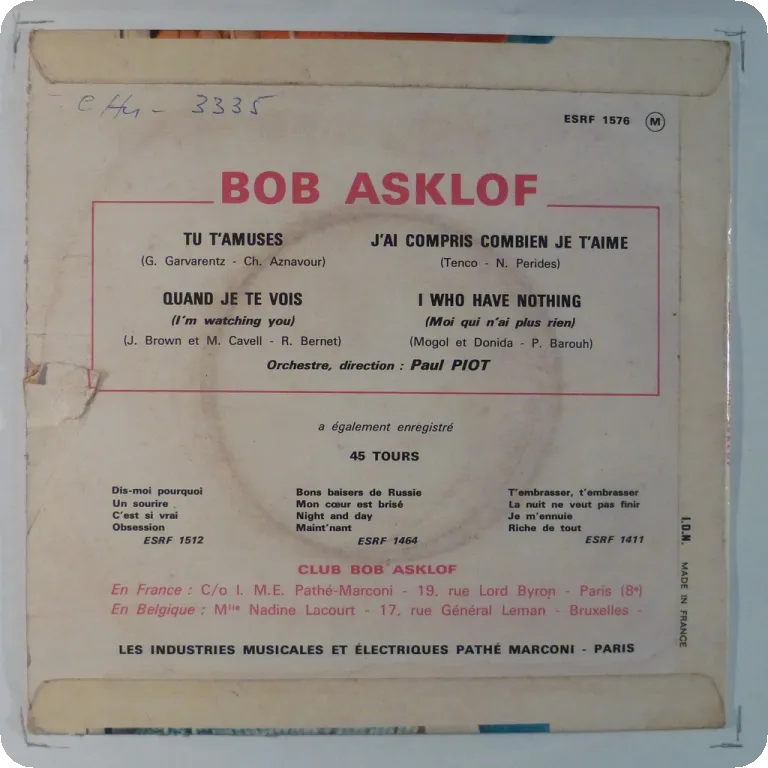 3335
ESRF 1576 M
BOB ASKLOF
TU T'AMUSES
(G. Garvarentz - Ch. Aznavour)
J'AI COMPRIS COMBIEN JE T'AIME
(Tenco - N. Perides)
QUAND JE TE VOIS
(I'm watching you)
(J. Brown et M. Cavell - R. Bernet)
I WHO HAVE NOTHING
(Moi qui n'ai plus rien)
(Mogol et Donida - P. Barouh)
Orchestre, direction : Paul PIOT
a également enregistré
45 TOURS
Dis-moi pourquoi
Un sourire
C'est si vrai
Obsession
ESRF 1512
Bons baisers de Russie
Mon cœur est brisé
Night and day
Maint'nant
ESRF 1464
T'embrasser, t'embrasser
La nuit ne veut pas finir
Je m'ennuie
Riche de tout
ESRF 1411
CLUB BOB ASKLOF
En France : C/o I. M.E. Pathé-Marconi - 19, rue Lord Byron - Paris (8e)
En Belgique : Mlle Nadine Lacourt - 17, rue Général Leman - Bruxelles -
LES INDUSTRIES MUSICALES ET ÉLECTRIQUES PATHÉ MARCONI - PARIS
I.D.N. MADE IN FRANCE